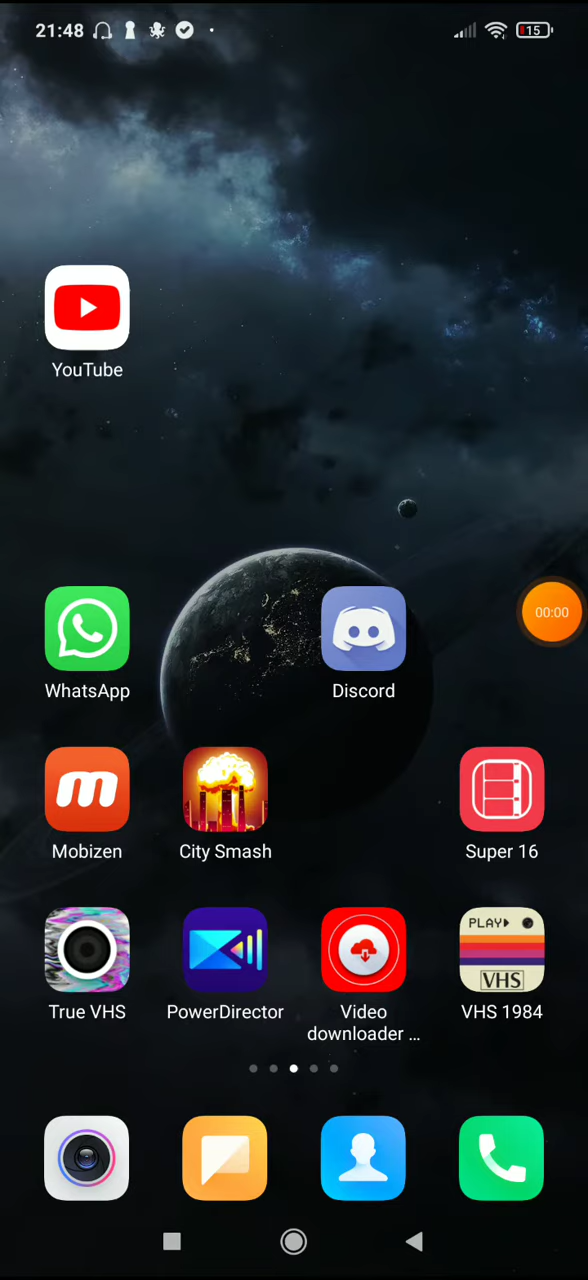 21:48
15
YouTube
00:00
WhatsApp
Discord
m
Mobizen
City Smash
Super 16
PLAY
VHS
True VHS
PowerDirector
Video
downloader ...
VHS 1984